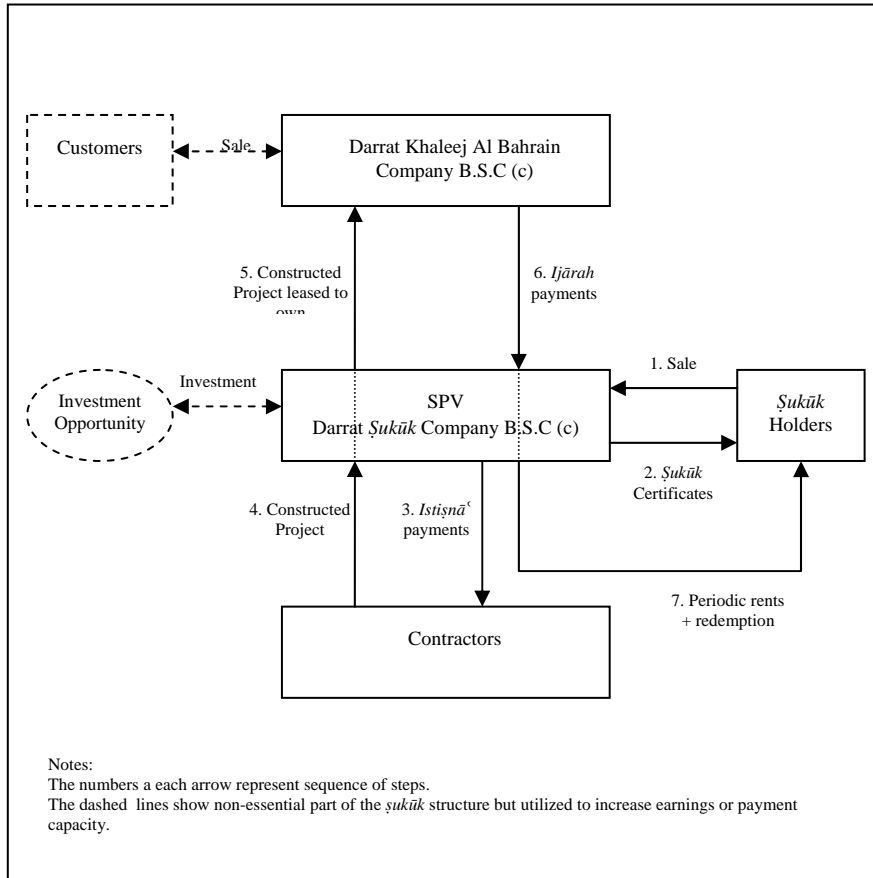 Customers
Sale
Darrat Khaleej Al Bahrain
Company B.S.C (c)
5. Constructed
Project leased to
own
6. Ijārah
payments
Investment
Opportunity
Investment
SPV
Darrat Ṣukūk Company B.S.C (c)
1. Sale
Ṣukūk
Holders
2. Ṣukūk
Certificates
4. Constructed
Project
3. Istiṣnāʿ
payments
7. Periodic rents
+ redemption
Contractors
Notes:
The numbers a each arrow represent sequence of steps.
The dashed lines show non-essential part of the ṣukūk structure but utilized to increase earnings or payment
capacity.